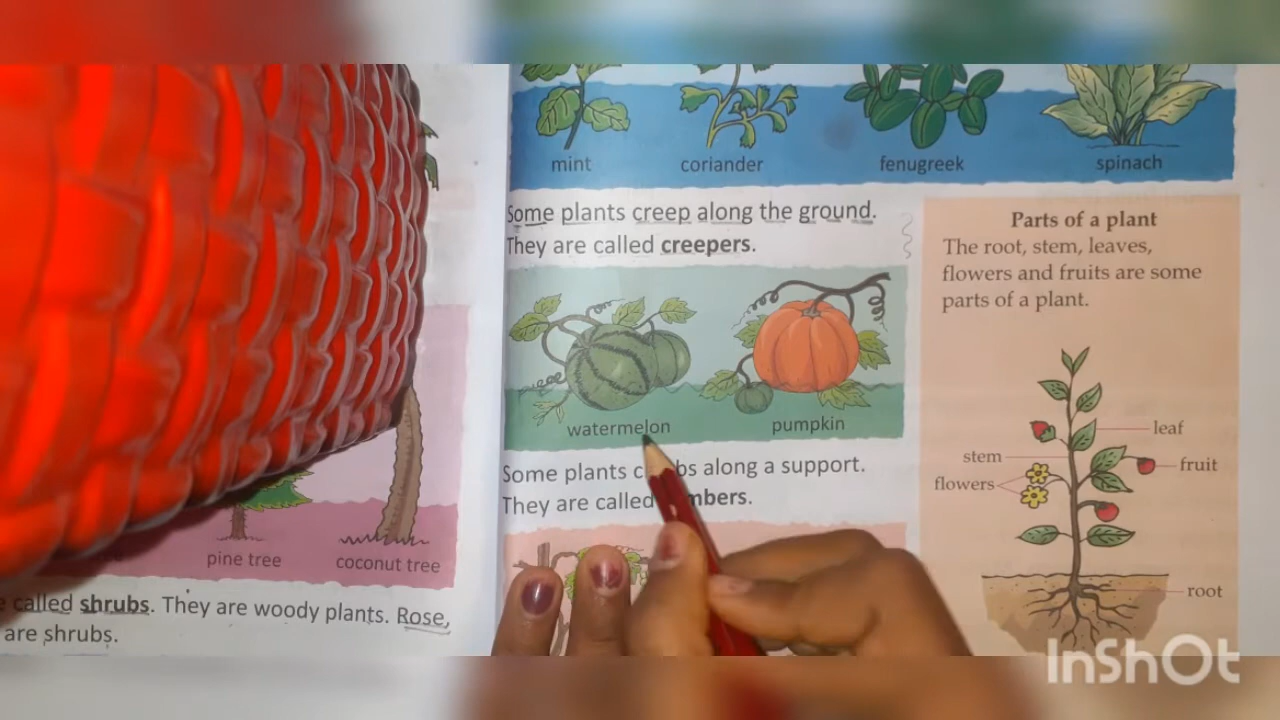 pine tree
coconut tree
called shrubs. They are woody plants. Rose,
are shrubs.
mint
coriander
fenugreek
spinach
Some plants creep along the ground.
They are called creepers.
watermelon
pumpkin
Some plants along a support.
They are called
Parts of a plant
The root, stem, leaves,
flowers and fruits are some
parts of a plant.
leaf
stem
fruit
flowers
root
InShOt